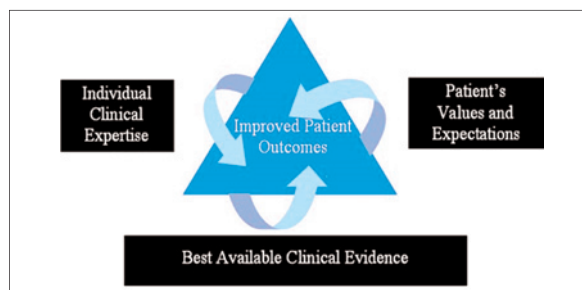 Individual
Clinical
Expertise
Improved Patient
Outcomes
Patient's
Values and
Expectations
Best Available Clinical Evidence